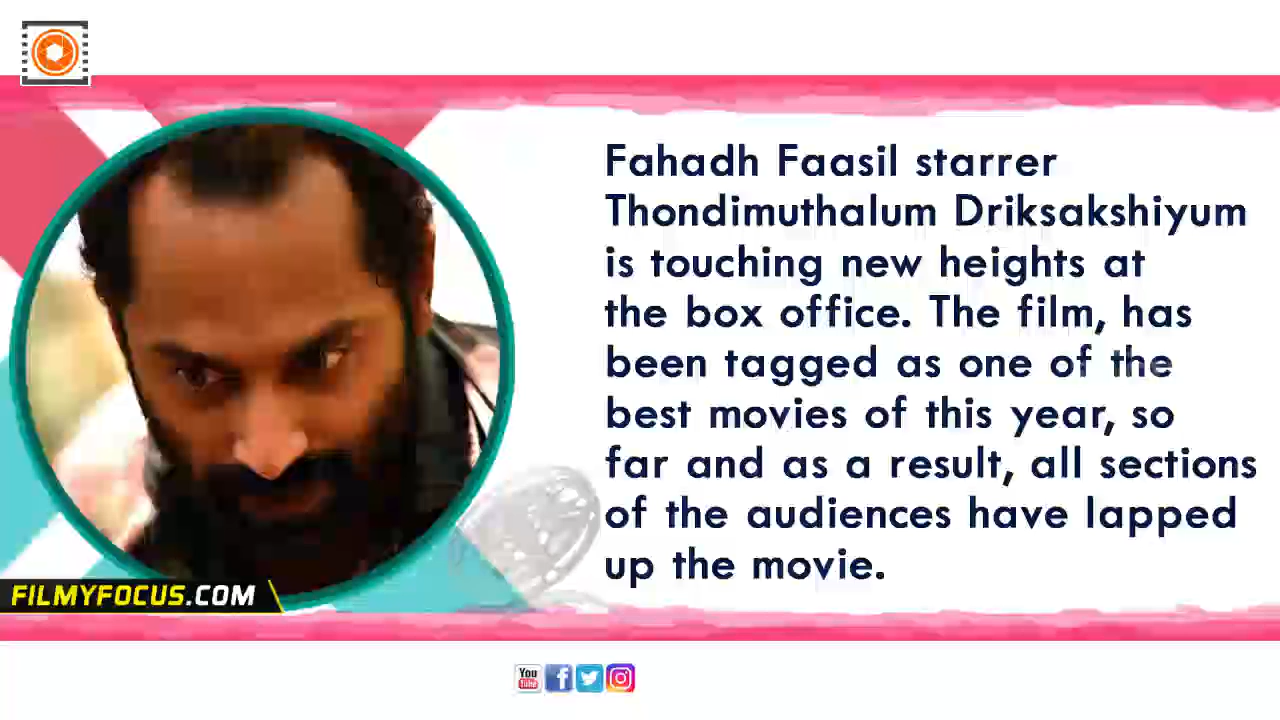 Fahadh Faasil starrer
Thondimuthalum Driksakshiyum
is touching new heights at
the box office. The film, has
been tagged as one of the
best movies of this year, so
far and as a result, all sections
of the audiences have lapped
up the movie.
FILMYFOCUS.COM
You
Tube